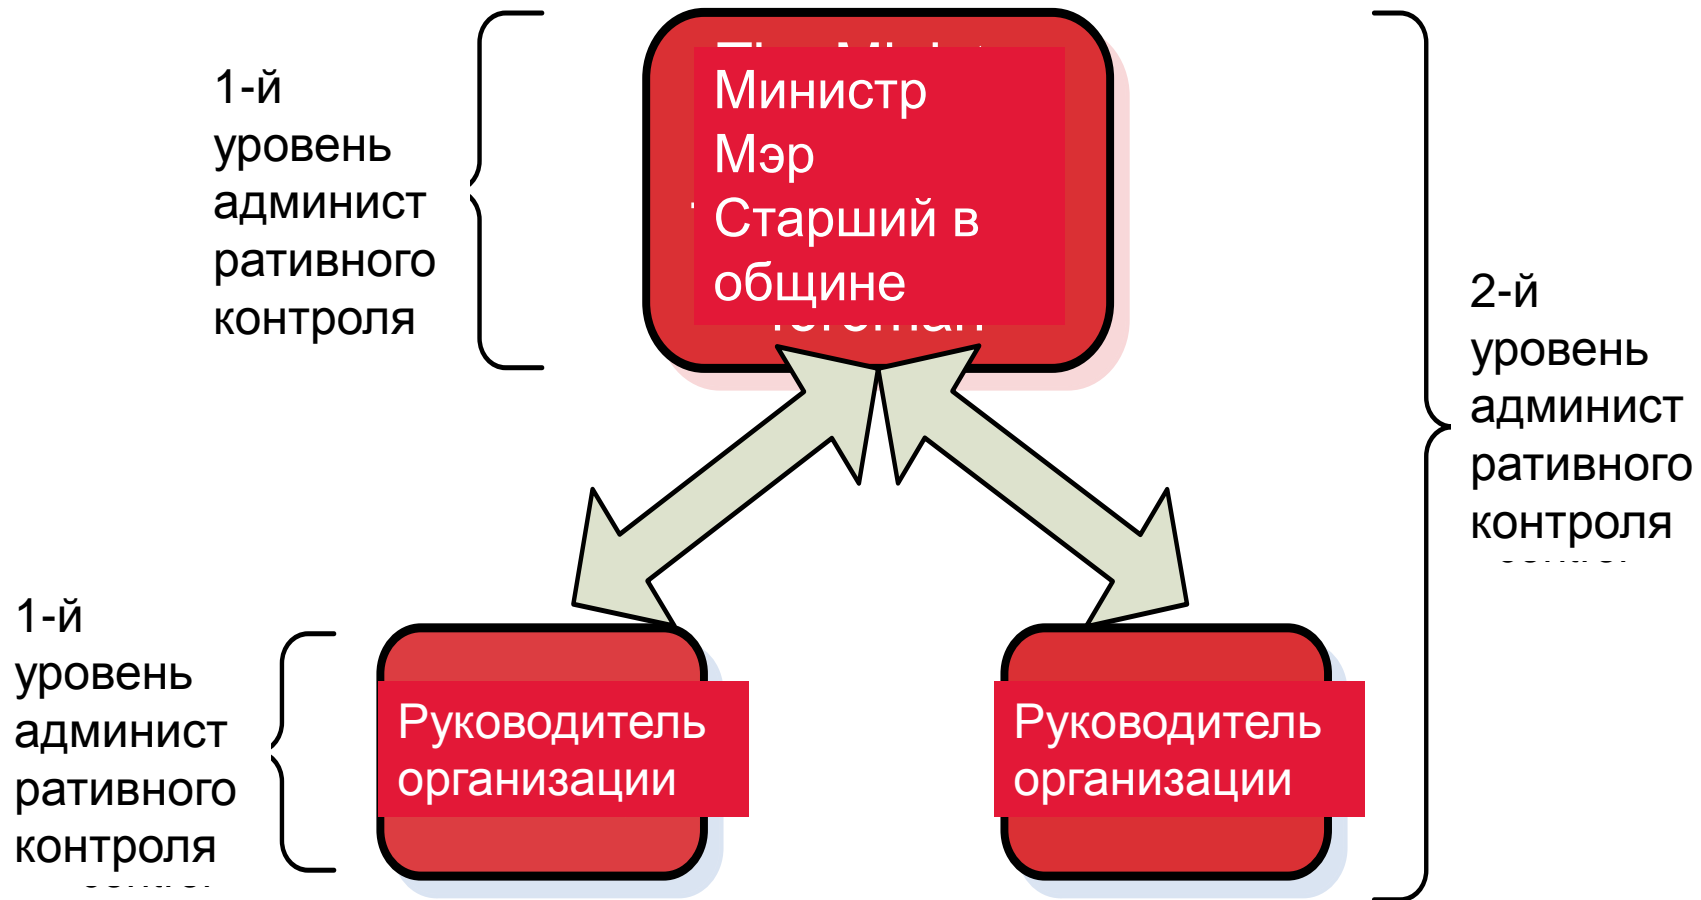 1-й
уровень
админист
ративного
контроля
Министр
Мэр
Старший в
общине
2-й
уровень
админист
ративного
контроля
1-й
уровень
админист
ративного
контроля
Руководитель
организации
Руководитель
организации